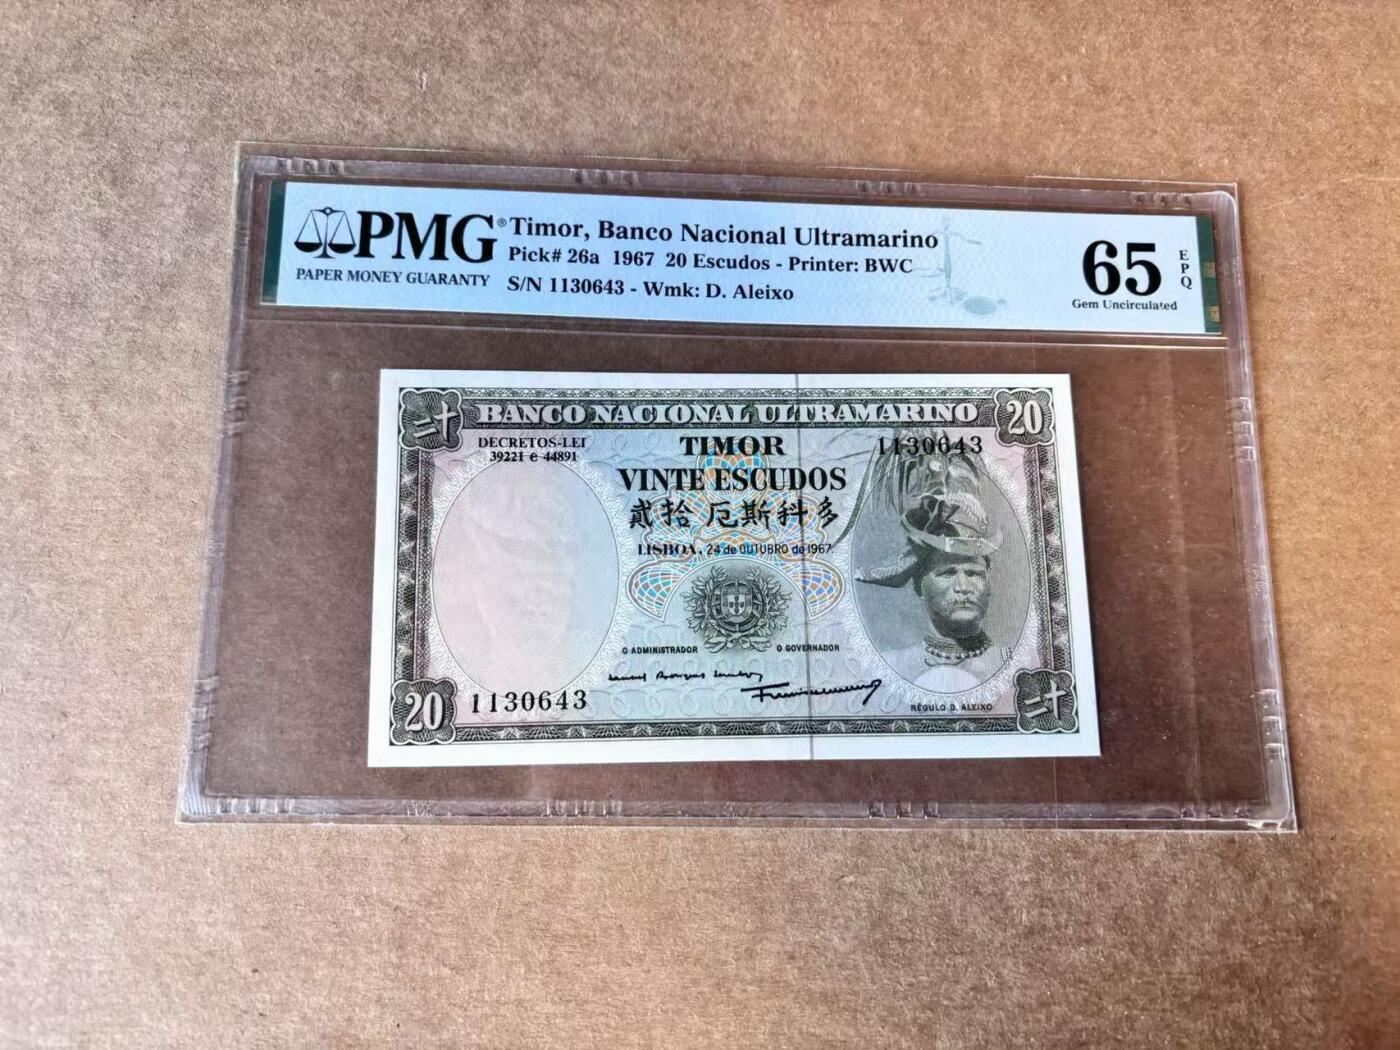 PMG®
PAPER MONEY GUARANTY
Timor, Banco Nacional Ultramarino
Pick# 26a 1967 20 Escudos - Printer: BWC
S/N 1130643 - Wmk: D. Aleixo
65 EPQ
Gem Uncirculated
二十 BANCO NACIONAL ULTRAMARINO 20
DECRETOS-LEI
39221 e 44891
TIMOR
1130643
VINTE ESCUDOS
貳拾厄斯科多
LISBOA, 24 de OUTUBRO de 1967.
O ADMINISTRADOR
O GOVERNADOR
20
1130643
RÉGULO D. ALEIXO
二十